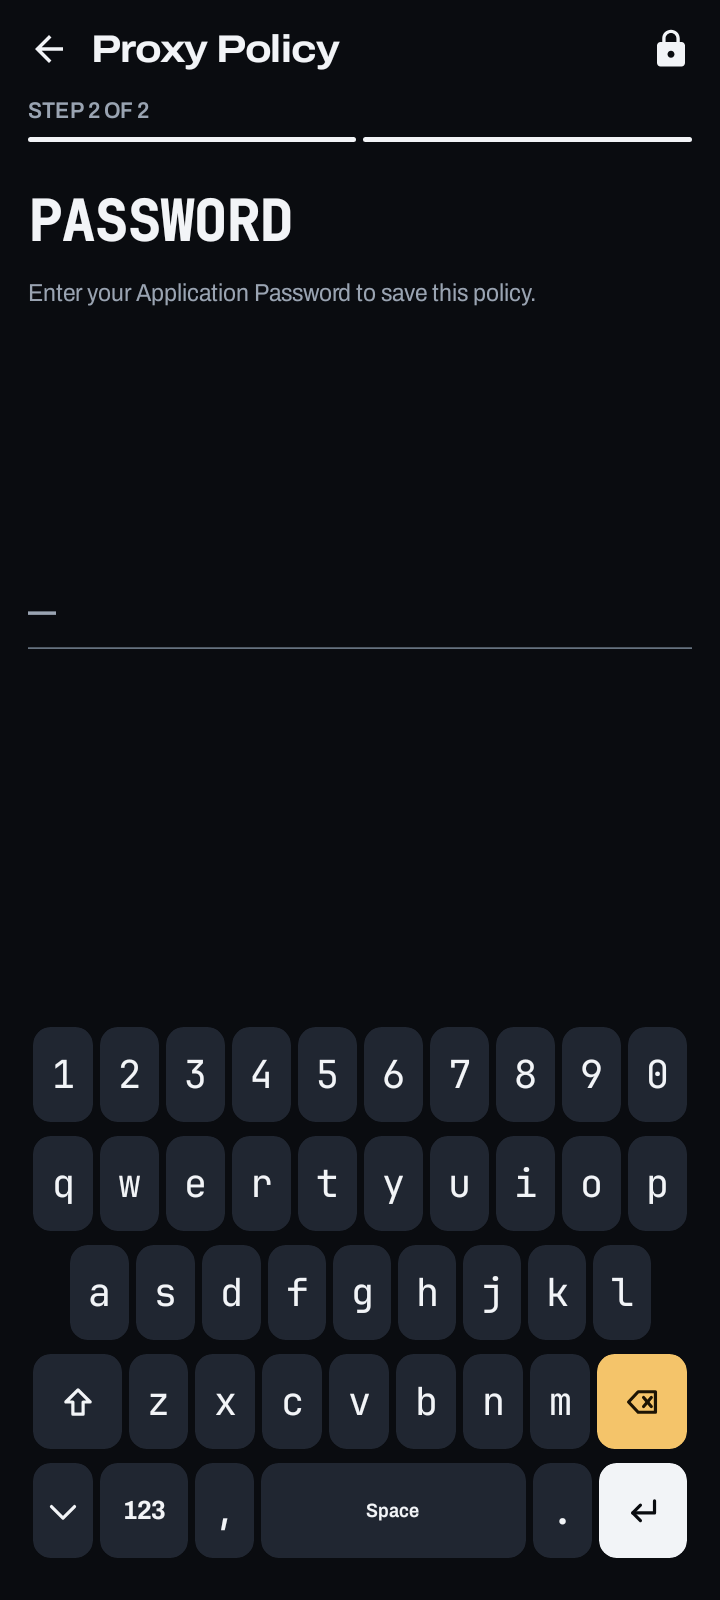 Proxy Policy
STEP 2 OF 2
PASSWORD
Enter your Application Password to save this policy.
1 2 3 4 5 6 7 8 9 0
q w e r t y u i o p
a s d f g h j k l
z x c v b n m
123 , Space .